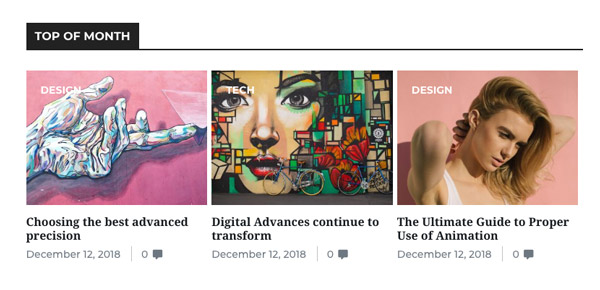 TOP OF MONTH
DESIGN
TECH
DESIGN
Choosing the best advanced
precision
December 12, 2018 0
Digital Advances continue to
transform
December 12, 2018 0
The Ultimate Guide to Proper
Use of Animation
December 12, 2018 0